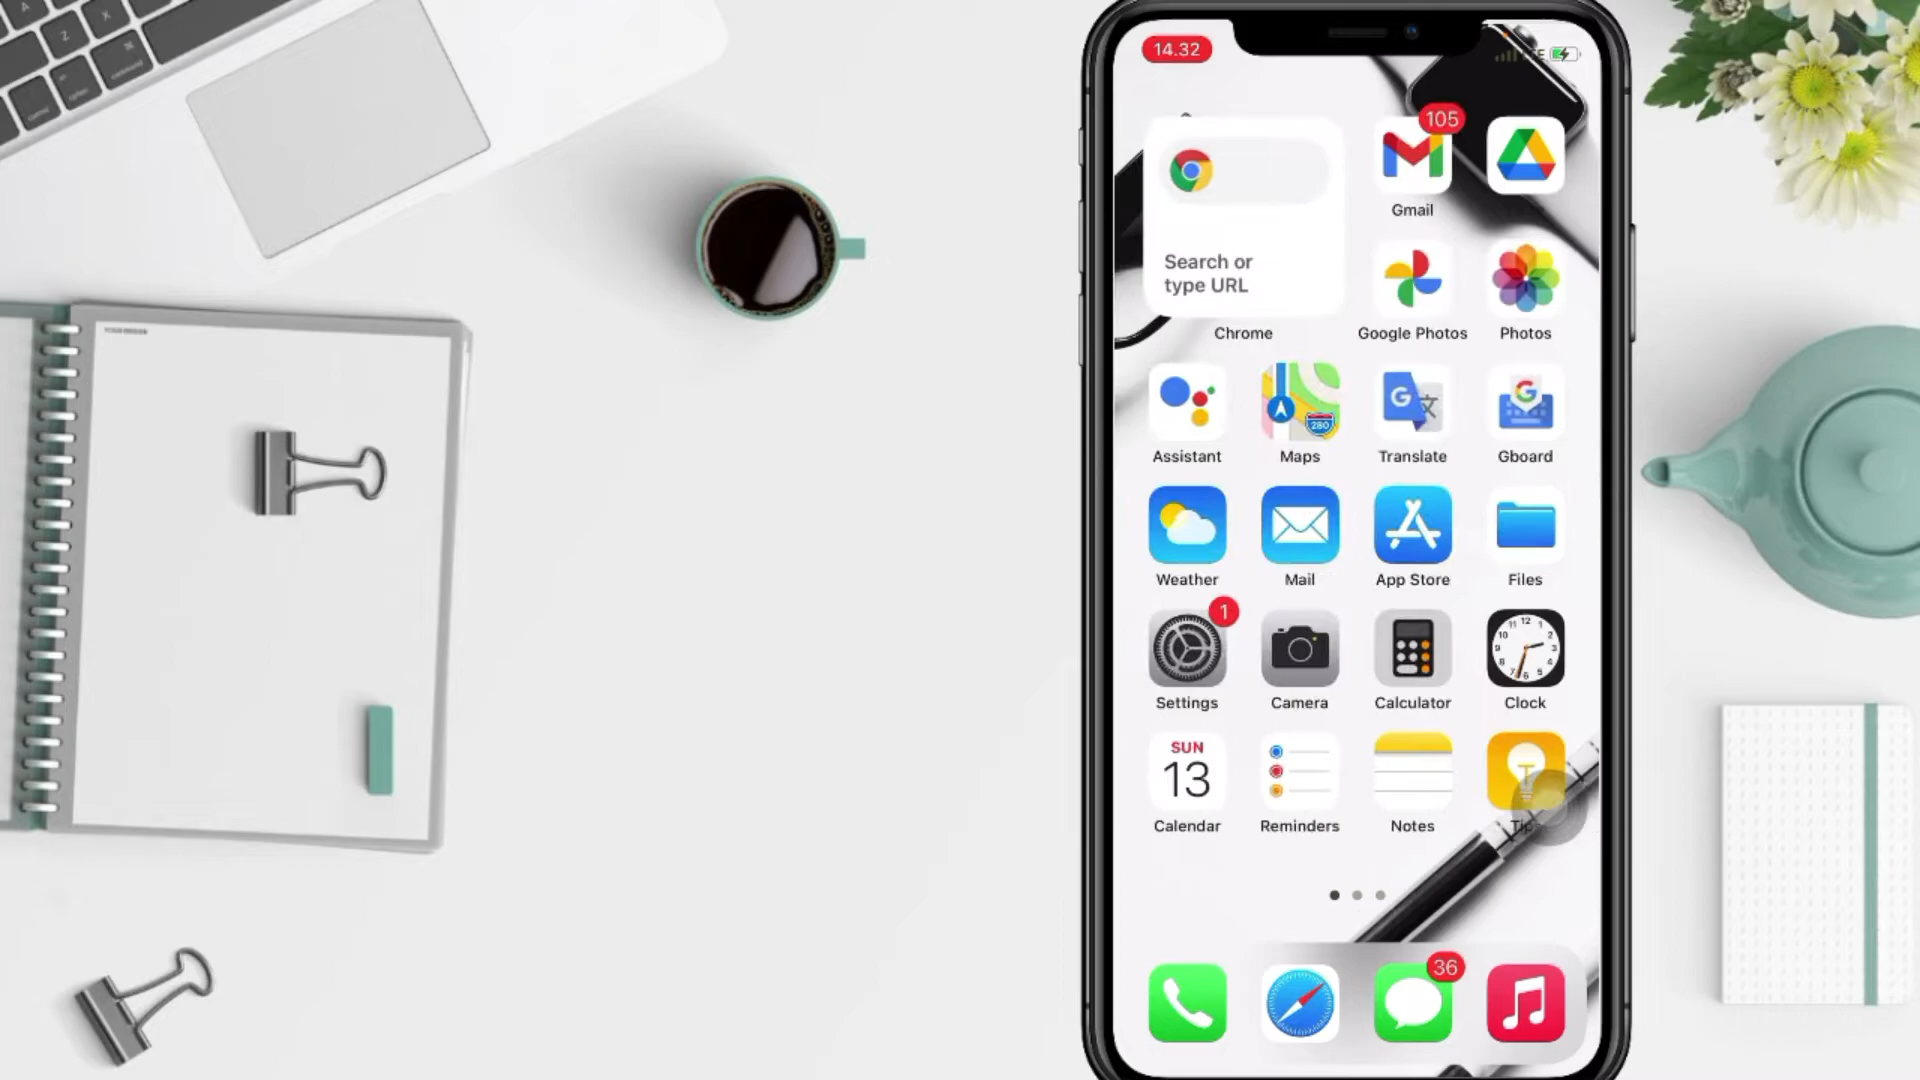 14.32
105
Gmail
Search or
type URL
Chrome
Google Photos
Photos
280
Assistant
Maps
Translate
Gboard
Weather
Mail
App Store
Files
1
Settings
Camera
Calculator
Clock
SUN
13
Calendar
Reminders
Notes
Tips
36